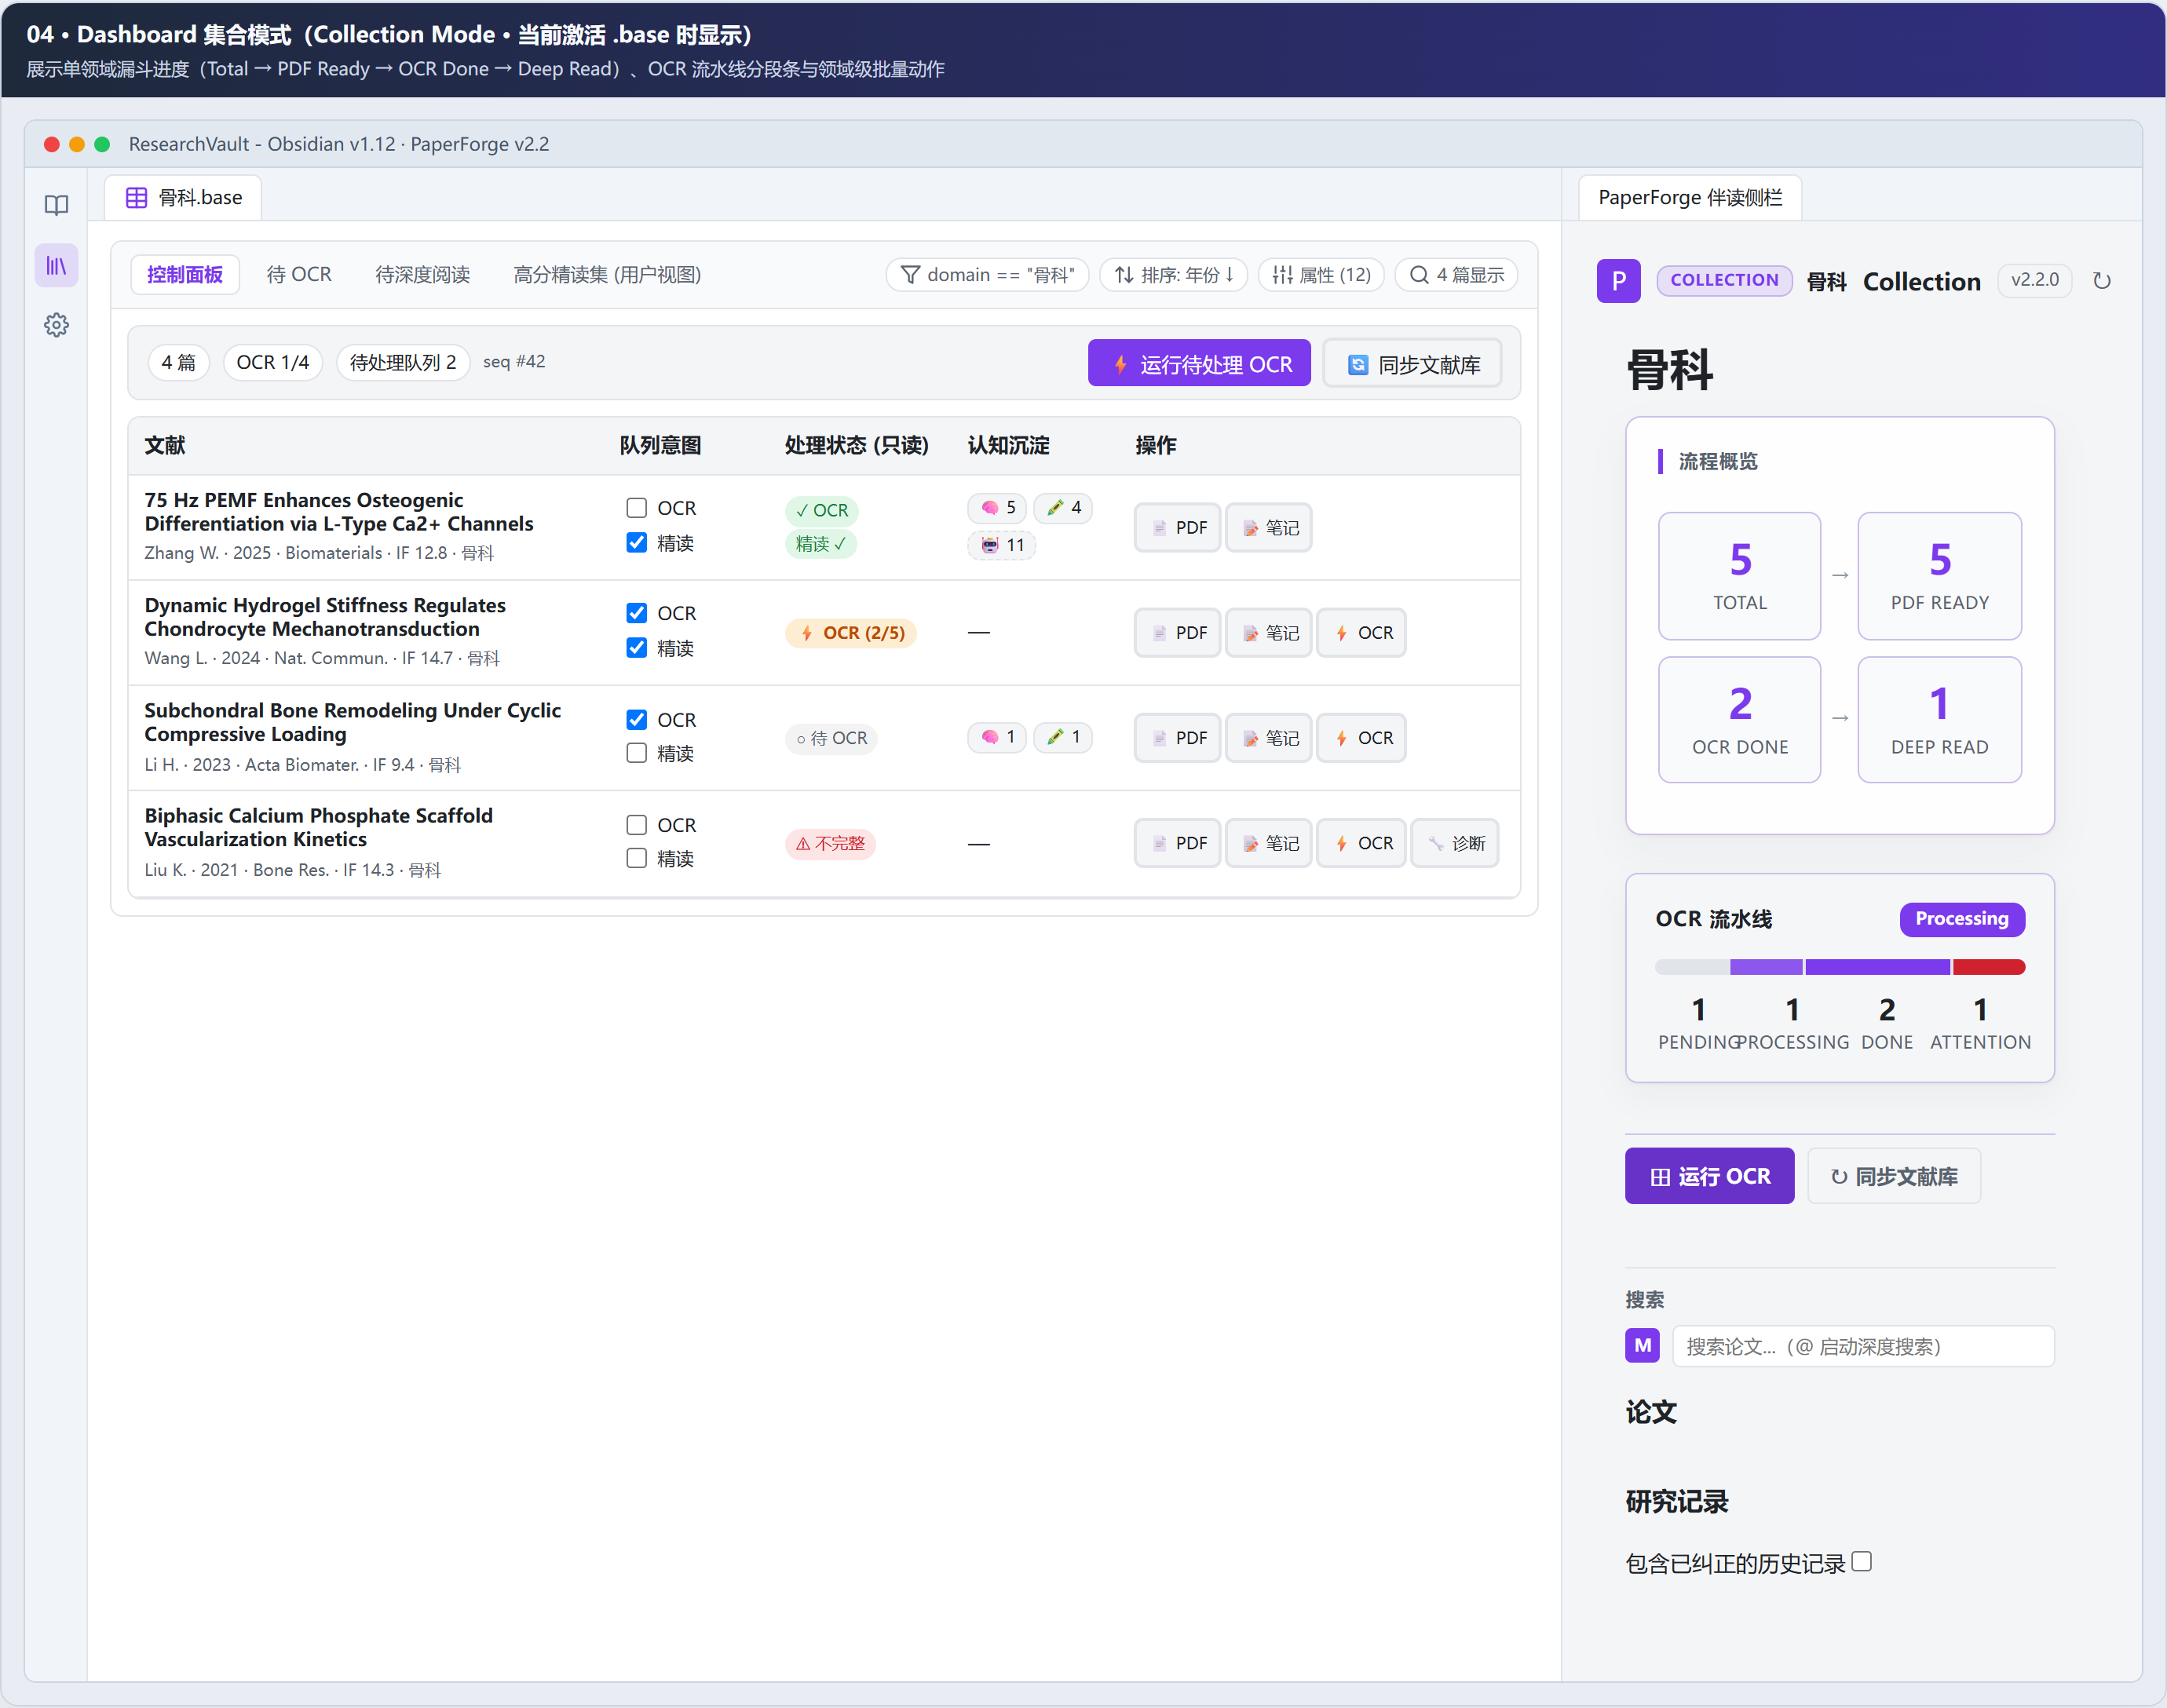 04 • Dashboard 集合模式（Collection Mode • 当前激活 .base 时显示）
展示单领域漏斗进度（Total → PDF Ready → OCR Done → Deep Read）、OCR 流水线分段条与领域级批量动作
ResearchVault - Obsidian v1.12 · PaperForge v2.2
骨科.base
控制面板 待 OCR 待深度阅读 高分精读集 (用户视图) domain == "骨科" 排序: 年份↓ 属性 (12) 4 篇显示
4 篇 OCR 1/4 待处理队列 2 seq #42 ⚡ 运行待处理 OCR 🔄 同步文献库
文献 队列意图 处理状态 (只读) 认知沉淀 操作
75 Hz PEMF Enhances Osteogenic
Differentiation via L-Type Ca2+ Channels
Zhang W. · 2025 · Biomaterials · IF 12.8 · 骨科
OCR
精读
✓ OCR
精读 ✓
🧠 5 🖍 4
🤖 11
PDF 📝 笔记
Dynamic Hydrogel Stiffness Regulates
Chondrocyte Mechanotransduction
Wang L. · 2024 · Nat. Commun. · IF 14.7 · 骨科
OCR
精读
⚡ OCR (2/5)
—
PDF 📝 笔记 ⚡ OCR
Subchondral Bone Remodeling Under Cyclic
Compressive Loading
Li H. · 2023 · Acta Biomater. · IF 9.4 · 骨科
OCR
精读
○ 待 OCR
🧠 1 🖍 1
PDF 📝 笔记 ⚡ OCR
Biphasic Calcium Phosphate Scaffold
Vascularization Kinetics
Liu K. · 2021 · Bone Res. · IF 14.3 · 骨科
OCR
精读
⚠ 不完整
—
PDF 📝 笔记 ⚡ OCR 🔧 诊断
PaperForge 伴读侧栏
P COLLECTION 骨科 Collection v2.2.0 ↻
骨科
流程概览
5 → 5
TOTAL PDF READY
2 → 1
OCR DONE DEEP READ
OCR 流水线 Processing
1 1 2 1
PENDING PROCESSING DONE ATTENTION
运行 OCR ↻ 同步文献库
搜索
M 搜索论文...（@ 启动深度搜索）
论文
研究记录
包含已纠正的历史记录